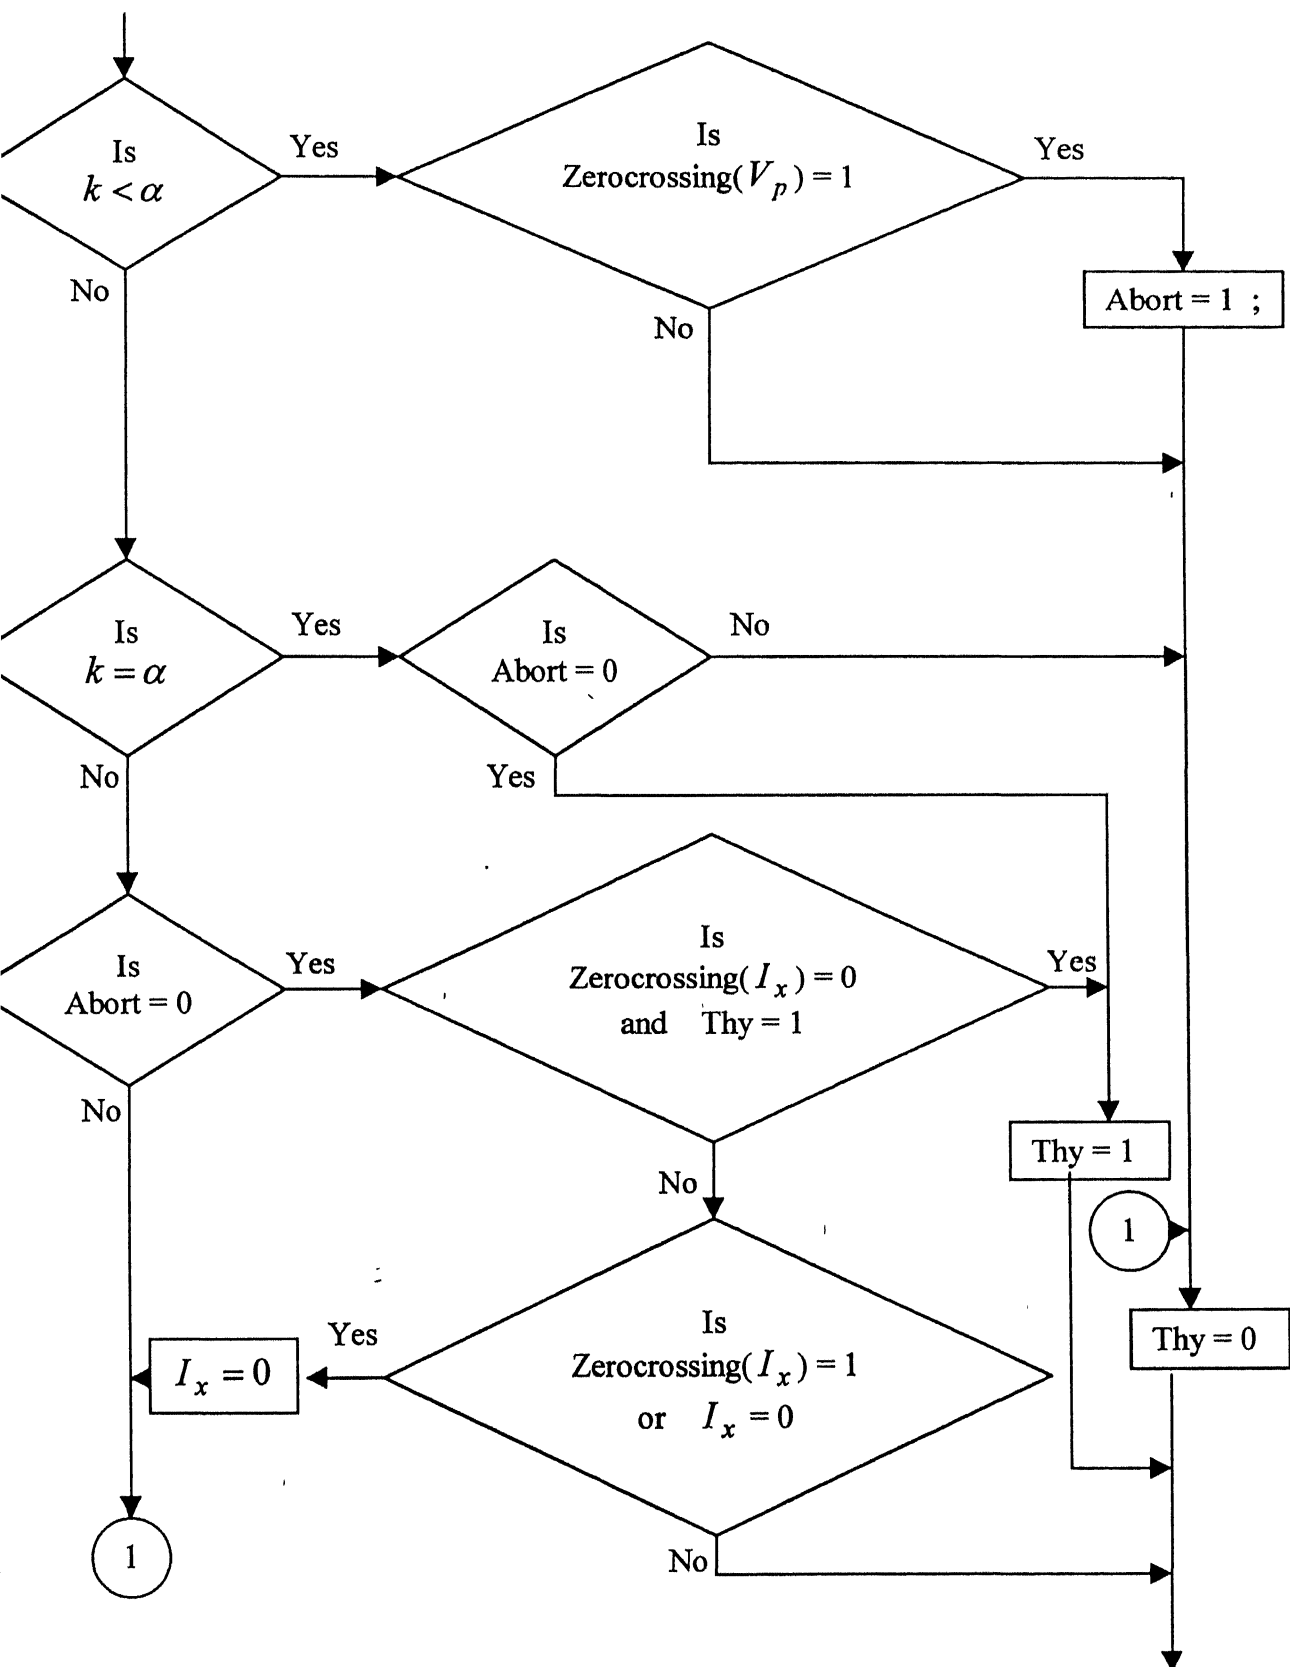 Is
k < α
Yes
Is
Zerocrossing(V_p) = 1
Yes
No
No
Abort = 1 ;
Is
k = α
Yes
Is
Abort = 0
No
No
Yes
Is
Abort = 0
Yes
Is
Zerocrossing(I_x) = 0
and Thy = 1
Yes
No
No
Thy = 1
1
Is
Zerocrossing(I_x) = 1
or I_x = 0
Yes
I_x = 0
Thy = 0
No
1